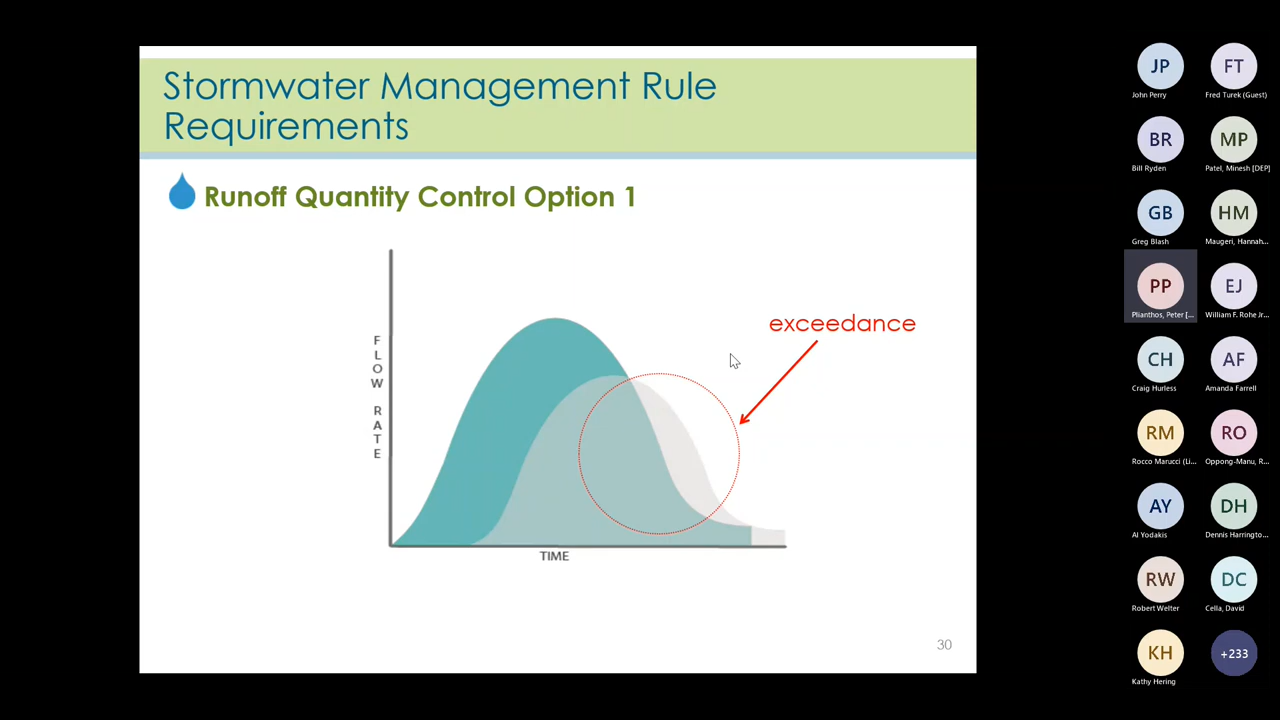 Stormwater Management Rule
Requirements
Runoff Quantity Control Option 1
FLOW RATE
exceedance
TIME
30
JP
John Perry
FT
Fred Turek (Guest)
BR
Bill Ryden
MP
Patel, Minesh [DEP]
GB
Greg Blash
HM
Maugeri, Hannah...
PP
Plianthos, Peter [...
EJ
William F. Rohe Jr...
CH
Craig Hurless
AF
Amanda Farrell
RM
Rocco Marucci (Li...
RO
Oppong-Manu, R...
AY
Al Yodakis
DH
Dennis Harringto...
RW
Robert Welter
DC
Cella, David
KH
Kathy Hering
+233